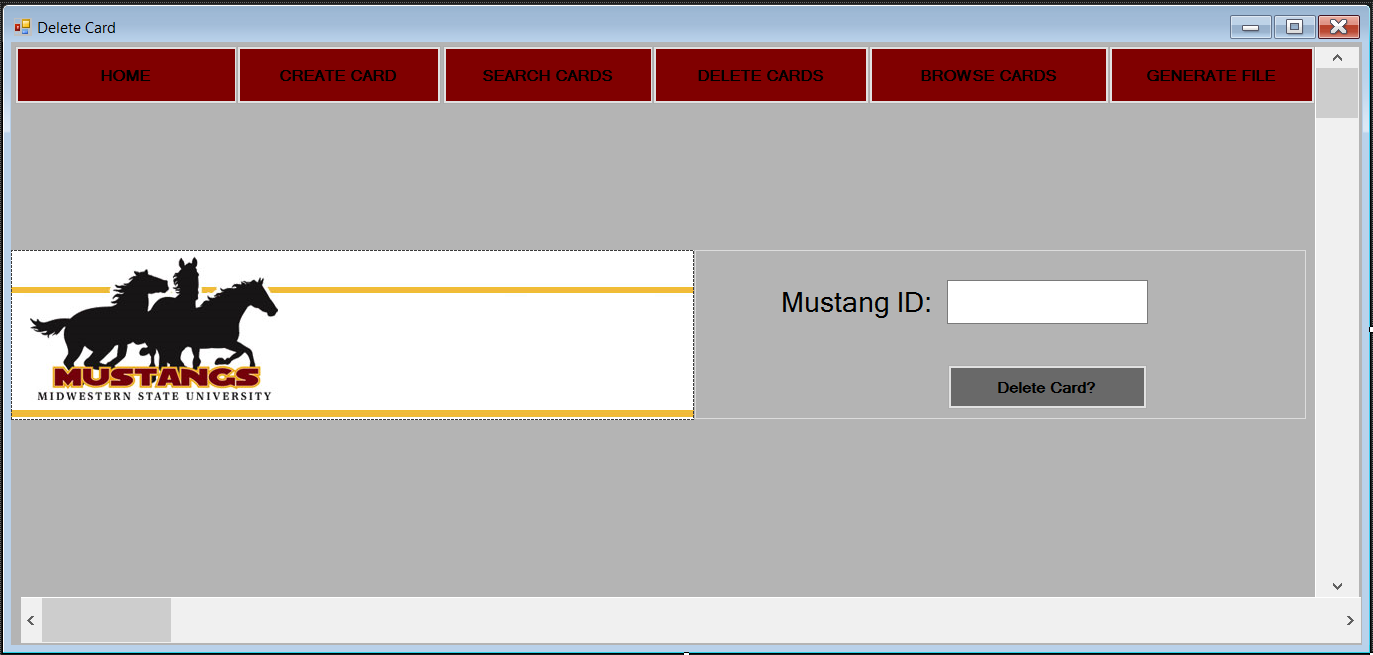 Delete Card
HOME CREATE CARD SEARCH CARDS DELETE CARDS BROWSE CARDS GENERATE FILE
MUSTANGS
MIDWESTERN STATE UNIVERSITY
Mustang ID:
Delete Card?